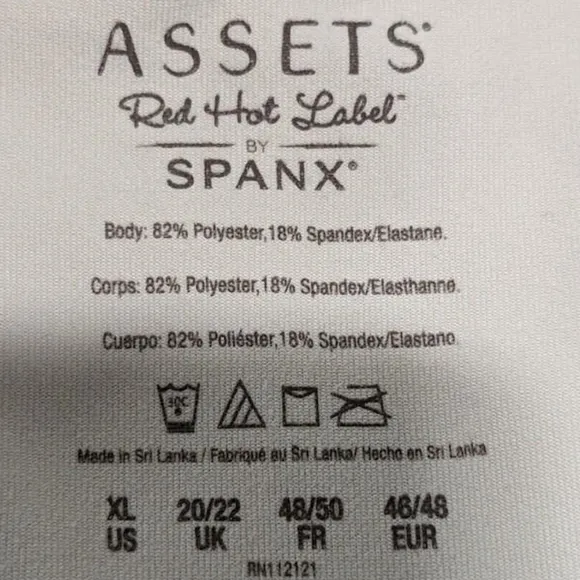 ASSETS®
Red Hot Label™
BY
SPANX®
Body: 82% Polyester,18% Spandex/Elastane.
Corps: 82% Polyester,18% Spandex/Elasthanne.
Cuerpo: 82% Poliéster,18% Spandex/Elastano.
30C
Made in Sri Lanka / Fabriqué au Sri Lanka/ Hecho en Sri Lanka
XL 20/22 48/50 46/48
US UK FR EUR
RN112121